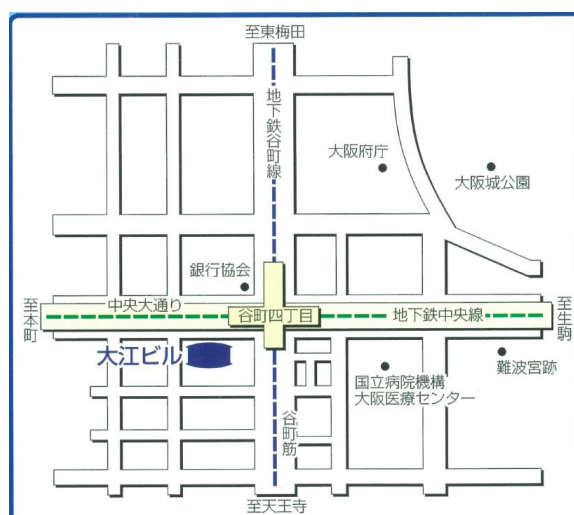 至東梅田
地下鉄谷町線
大阪府庁
大阪城公園
銀行協会
至本町
中央大通り
谷町四丁目
地下鉄中央線
至生駒
大江ビル
国立病院機構
大阪医療センター
難波宮跡
谷町筋
至天王寺